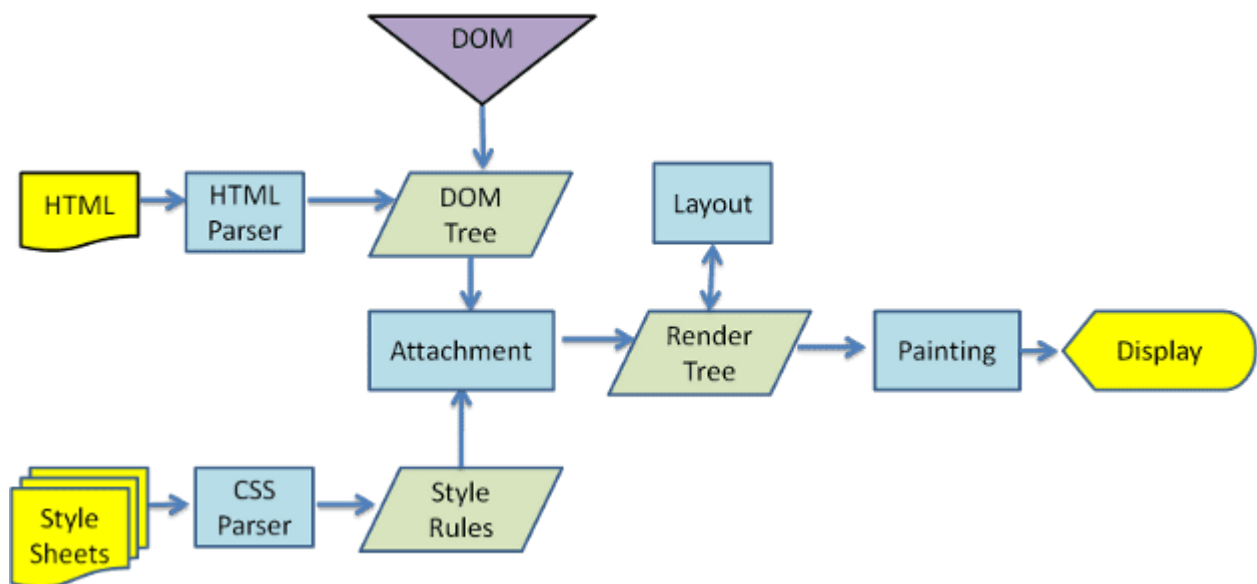 DOM
HTML
HTML
Parser
DOM
Tree
Layout
Attachment
Render
Tree
Painting
Display
Style
Sheets
CSS
Parser
Style
Rules